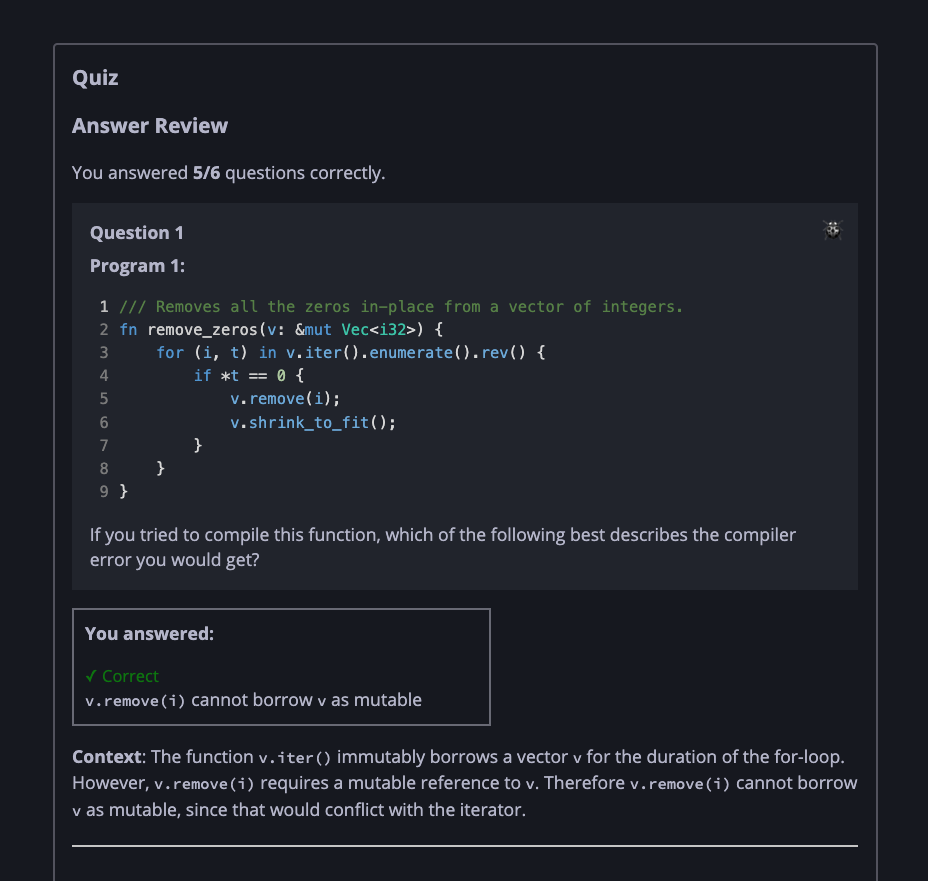 Quiz
Answer Review
You answered 5/6 questions correctly.
Question 1
Program 1:
1 /// Removes all the zeros in-place from a vector of integers.
2 fn remove_zeros(v: &mut Vec<i32>) {
3     for (i, t) in v.iter().enumerate().rev() {
4         if *t == 0 {
5             v.remove(i);
6             v.shrink_to_fit();
7         }
8     }
9 }
If you tried to compile this function, which of the following best describes the compiler
error you would get?
You answered:
✓ Correct
v.remove(i) cannot borrow v as mutable
Context: The function v.iter() immutably borrows a vector v for the duration of the for-loop.
However, v.remove(i) requires a mutable reference to v. Therefore v.remove(i) cannot borrow
v as mutable, since that would conflict with the iterator.